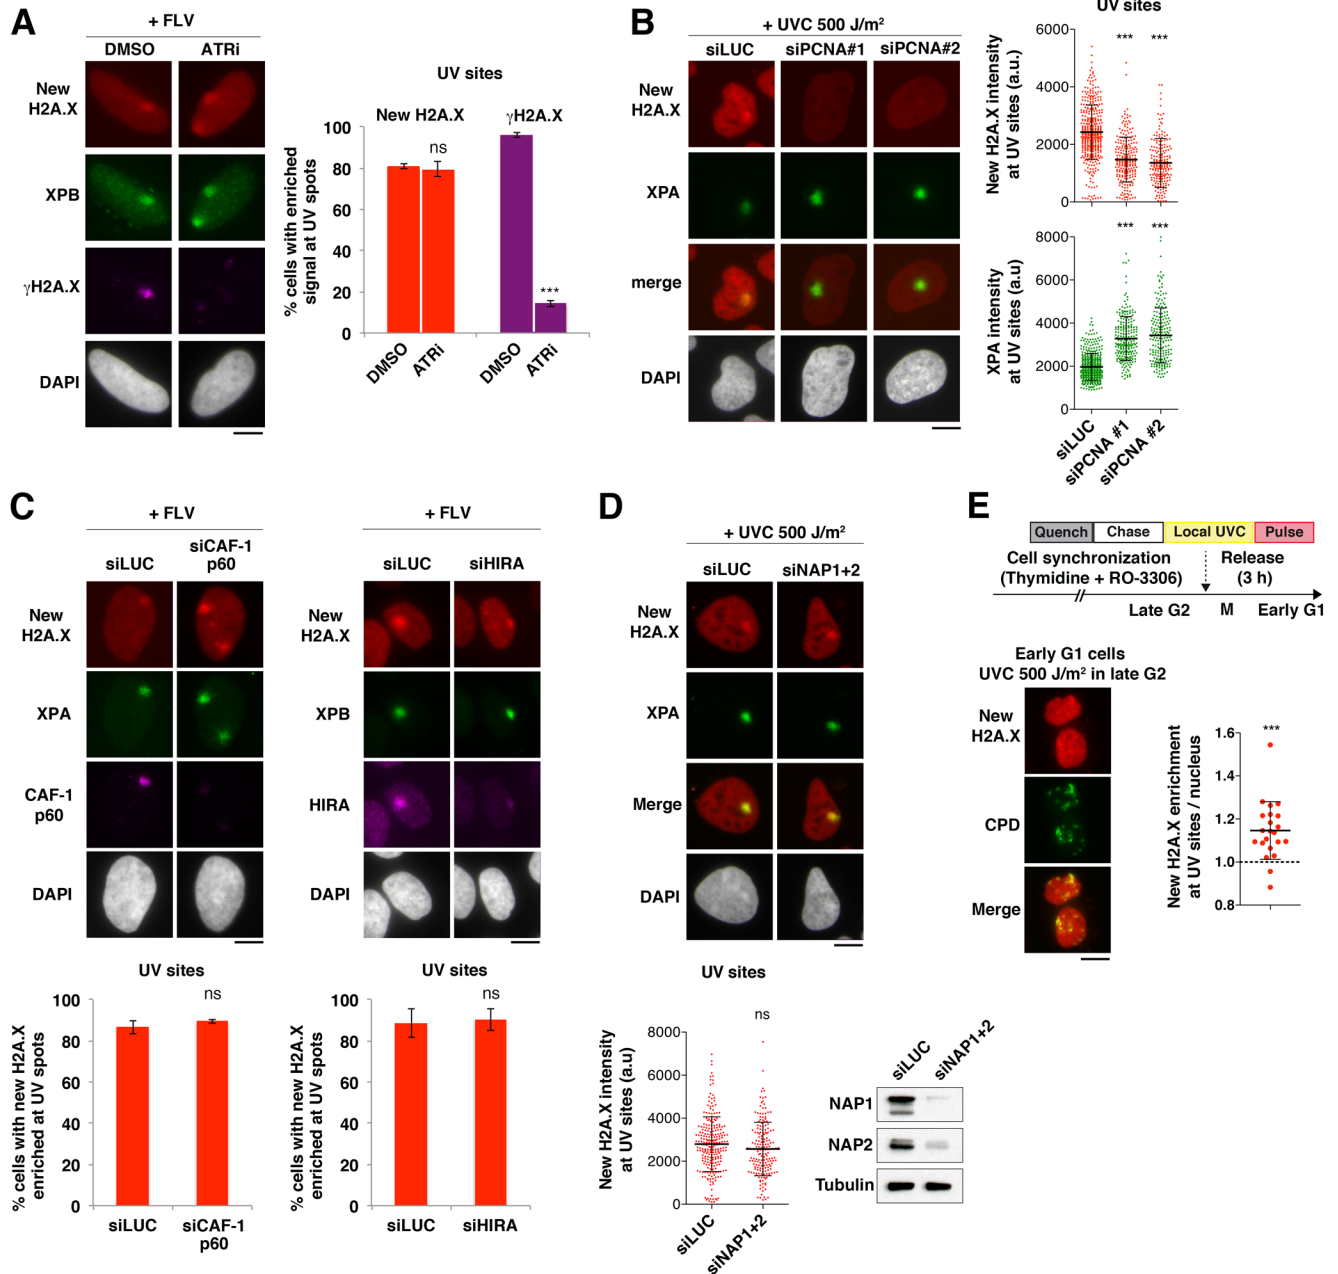 A
+ FLV
DMSO
ATRi
New
H2A.X
XPB
γH2A.X
DAPI
UV sites
New H2A.X
γH2A.X
% cells with enriched
signal at UV spots
100
80
60
40
20
0
ns
***
DMSO
ATRi
DMSO
ATRi
B
+ UVC 500 J/m²
siLUC
siPCNA#1
siPCNA#2
New
H2A.X
XPA
merge
DAPI
UV sites
New H2A.X intensity
at UV sites (a.u.)
6000
4000
2000
0
***
***
XPA intensity
at UV sites (a.u)
8000
6000
4000
2000
0
***
***
siLUC
siPCNA #1
siPCNA #2
C
+ FLV
siLUC
siCAF-1
p60
New
H2A.X
XPA
CAF-1
p60
DAPI
UV sites
% cells with new H2A.X
enriched at UV spots
100
80
60
40
20
0
ns
siLUC
siCAF-1
p60
+ FLV
siLUC
siHIRA
New
H2A.X
XPB
HIRA
DAPI
UV sites
% cells with new H2A.X
enriched at UV spots
100
80
60
40
20
0
ns
siLUC
siHIRA
D
+ UVC 500 J/m²
siLUC
siNAP1+2
New
H2A.X
XPA
Merge
DAPI
UV sites
New H2A.X intensity
at UV sites (a.u)
8000
6000
4000
2000
0
ns
siLUC
siNAP1+2
siLUC
siNAP1+2
NAP1
NAP2
Tubulin
E
Quench
Chase
Local UVC
Pulse
Cell synchronization
(Thymidine + RO-3306)
Release
(3 h)
Late G2
M
Early G1
Early G1 cells
UVC 500 J/m² in late G2
New
H2A.X
CPD
Merge
New H2A.X enrichment
at UV sites / nucleus
1.6
1.4
1.2
1.0
0.8
***